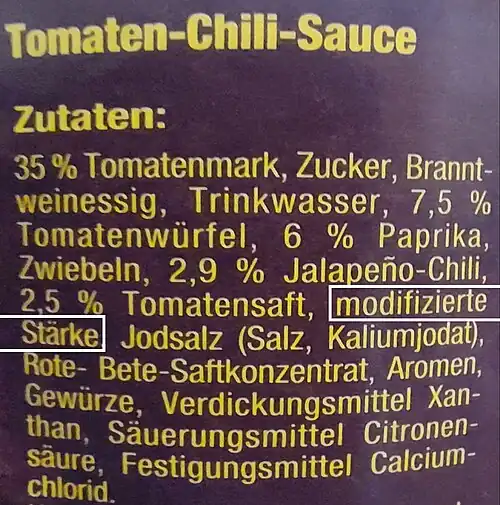 Tomaten-Chili-Sauce
Zutaten:
35 % Tomatenmark, Zucker, Brannt-
weinessig, Trinkwasser, 7,5 %
Tomatenwürfel, 6 % Paprika,
Zwiebeln, 2,9 % Jalapeño-Chili,
2,5 % Tomatensaft, modifizierte
Stärke, Jodsalz (Salz, Kaliumjodat),
Rote- Bete-Saftkonzentrat, Aromen,
Gewürze, Verdickungsmittel Xan-
than, Säuerungsmittel Citronen-
säure, Festigungsmittel Calcium-
chlorid.